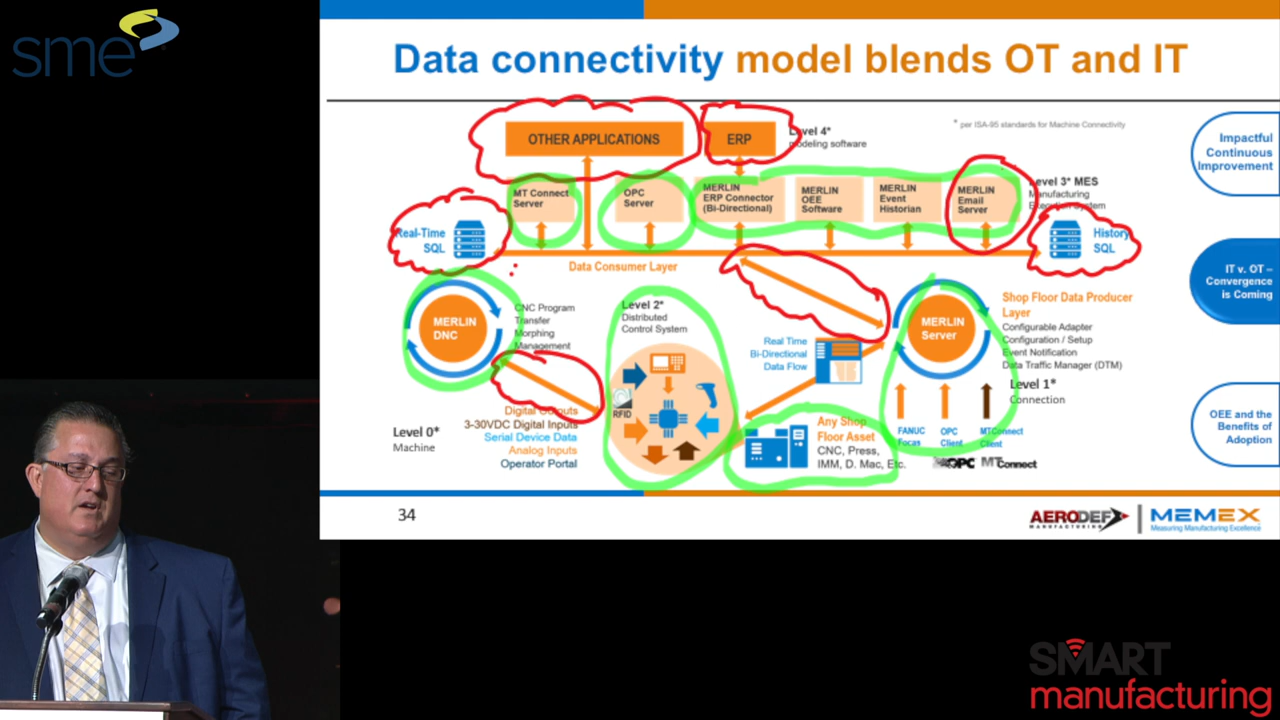 sme
Data connectivity model blends OT and IT
* per ISA-95 standards for Machine Connectivity
OTHER APPLICATIONS
ERP
Level 4*
modeling software
MT Connect
Server
OPC
Server
MERLIN
ERP Connector
(Bi-Directional)
MERLIN
OEE
Software
MERLIN
Event
Historian
MERLIN
Email
Server
Level 3* MES
Manufacturing
Execution System
Real-Time
SQL
History
SQL
Data Consumer Layer
MERLIN
DNC
CNC Program
Transfer
Morphing
Management
Level 2*
Distributed
Control System
RFID
Real Time
Bi-Directional
Data Flow
MERLIN
Server
Shop Floor Data Producer
Layer
Configurable Adapter
Configuration / Setup
Event Notification
Data Traffic Manager (DTM)
Level 1*
Connection
Level 0*
Machine
Digital Outputs
3-30VDC Digital Inputs
Serial Device Data
Analog Inputs
Operator Portal
Any Shop
Floor Asset
CNC, Press,
IMM, D. Mac, Etc.
FANUC
Focas
OPC
Client
MTConnect
Client
OPC
MTConnect
Impactful
Continuous
Improvement
IT v. OT –
Convergence
is Coming
OEE and the
Benefits of
Adoption
34
AERODEF
MANUFACTURING
MEMEX
Measuring Manufacturing Excellence
SMART
manufacturing